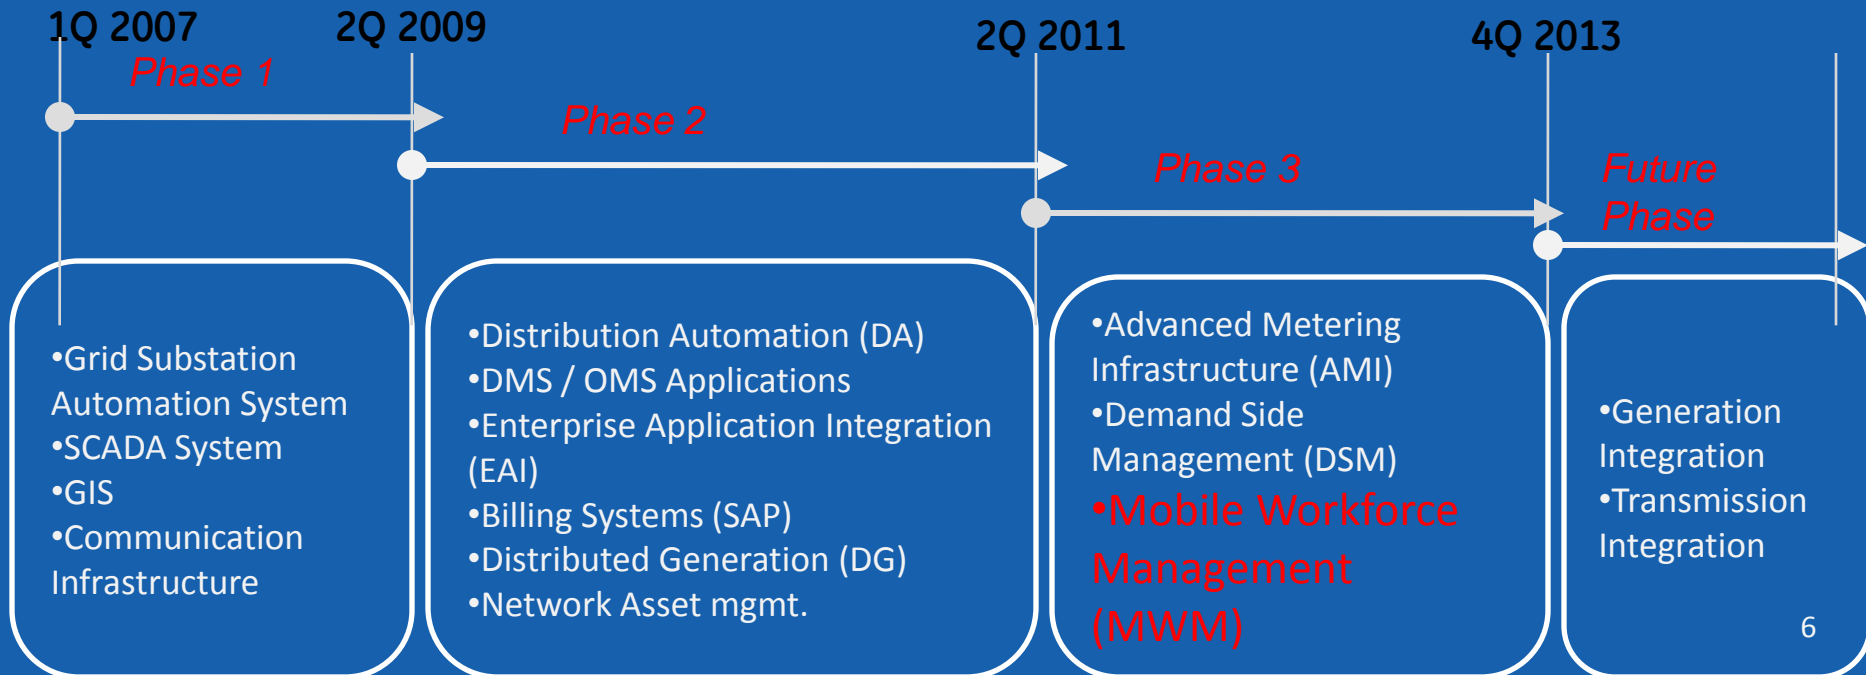 1Q 2007
2Q 2009
2Q 2011
4Q 2013
Phase 1
Phase 2
Phase 3
Future
Phase
•Grid Substation
Automation System
•SCADA System
•GIS
•Communication
Infrastructure
•Distribution Automation (DA)
•DMS / OMS Applications
•Enterprise Application Integration
(EAI)
•Billing Systems (SAP)
•Distributed Generation (DG)
•Network Asset mgmt.
•Advanced Metering
Infrastructure (AMI)
•Demand Side
Management (DSM)
•Mobile Workforce
Management
(MWM)
•Generation
Integration
•Transmission
Integration
6